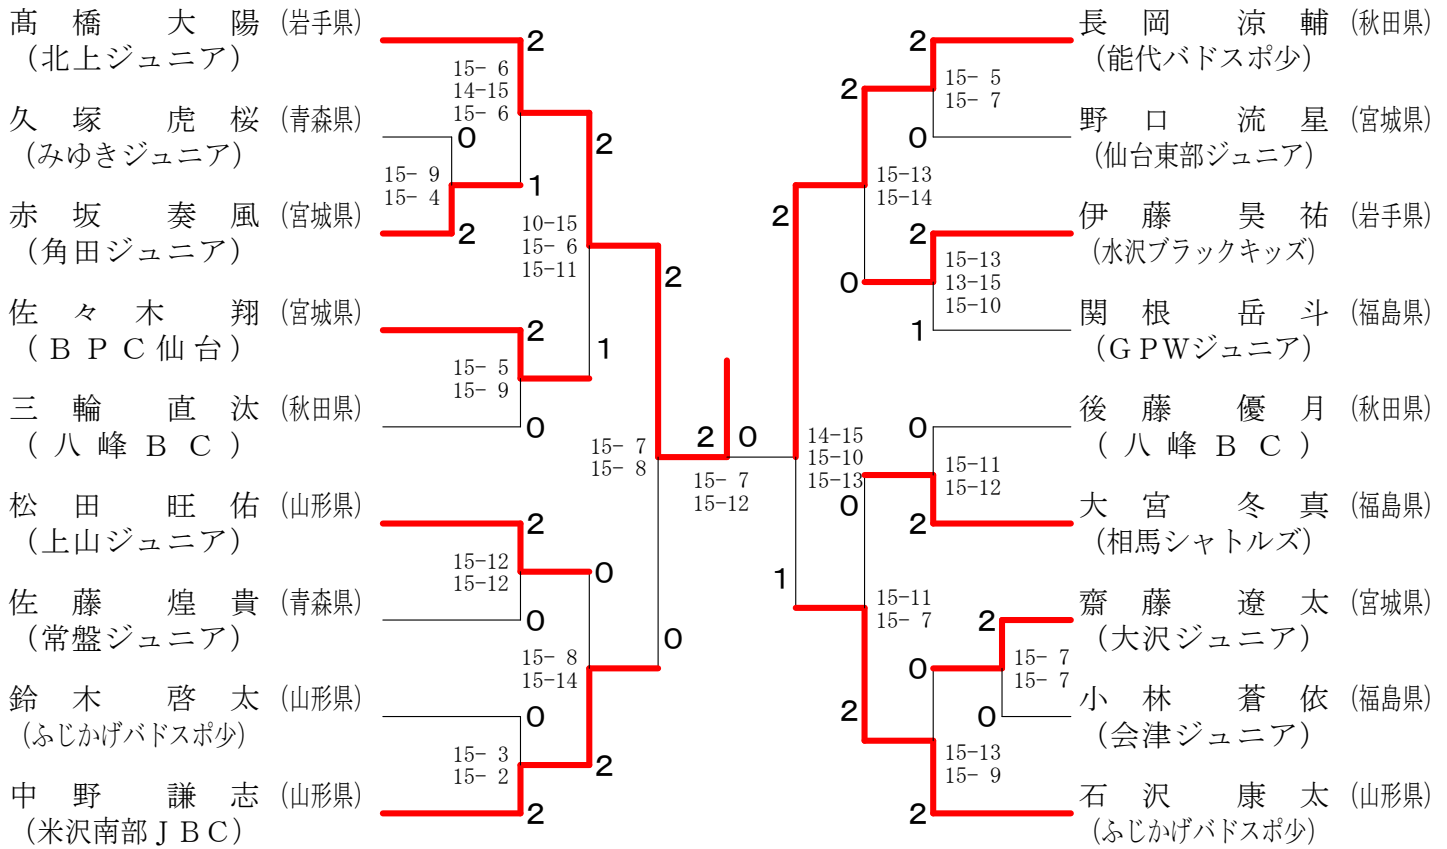 髙橋 大陽 (岩手県)
(北上ジュニア)
久塚 虎桜 (青森県)
(みゆきジュニア)
赤坂 奏風 (宮城県)
(角田ジュニア)
佐々木 翔 (宮城県)
(BPC仙台)
三輪 直汰 (秋田県)
(八峰BC)
松田 旺佑 (山形県)
(上山ジュニア)
佐藤 煌貴 (青森県)
(常盤ジュニア)
鈴木 啓太 (山形県)
(ふじかげバドスポ少)
中野 謙志 (山形県)
(米沢南部JBC)
2
15- 6
14-15
15- 6
0
15- 9
15- 4
1
2
2
10-15
15- 6
15-11
2
15- 5
15- 9
1
0
2
15- 7
15- 8
2
15-12
15-12
0
0
15- 8
15-14
0
0
15- 3
15- 2
2
2
2 0
15- 7
15-12
2
15- 5
15- 7
2
0
15-13
15-14
2
2
15-13
13-15
15-10
0
1
14-15
15-10
15-13
0
15-11
15-12
0
2
1
15-11
15- 7
2
15- 7
15- 7
0
0
2
15-13
15- 9
2
長岡 涼輔 (秋田県)
(能代バドスポ少)
野口 流星 (宮城県)
(仙台東部ジュニア)
伊藤 昊祐 (岩手県)
(水沢ブラックキッズ)
関根 岳斗 (福島県)
(GPWジュニア)
後藤 優月 (秋田県)
(八峰BC)
大宮 冬真 (福島県)
(相馬シャトルズ)
齋藤 遼太 (宮城県)
(大沢ジュニア)
小林 蒼依 (福島県)
(会津ジュニア)
石沢 康太 (山形県)
(ふじかげバドスポ少)